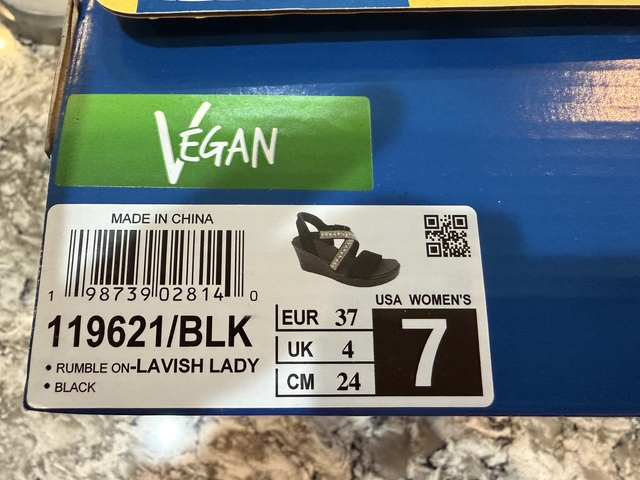 VEGAN
MADE IN CHINA
1 98739 02814 0
119621/BLK
• RUMBLE ON-LAVISH LADY
• BLACK
EUR 37
UK 4
CM 24
USA WOMEN'S
7